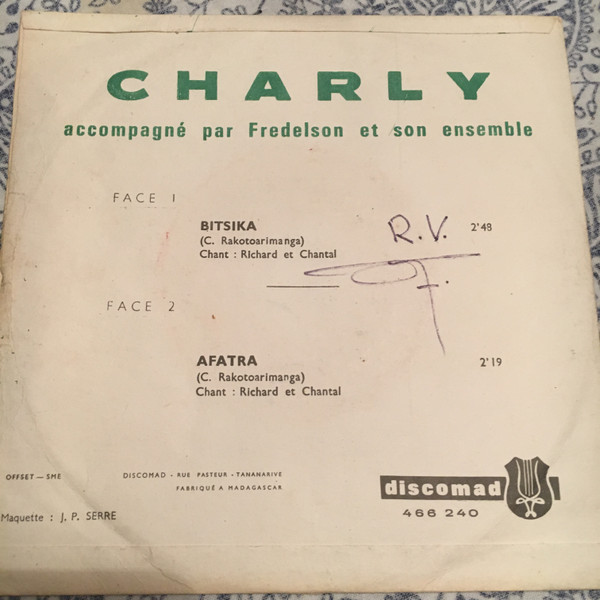 CHARLY
accompagné par Fredelson et son ensemble
FACE 1
BITSIKA R.V. 2'48
(C. Rakotoarimanga)
Chant : Richard et Chantal
FACE 2
AFATRA 2'19
(C. Rakotoarimanga)
Chant : Richard et Chantal
OFFSET — SME
DISCOMAD - RUE PASTEUR - TANANARIVE
FABRIQUÉ A MADAGASCAR
discomad
466 240
Maquette : J. P. SERRE